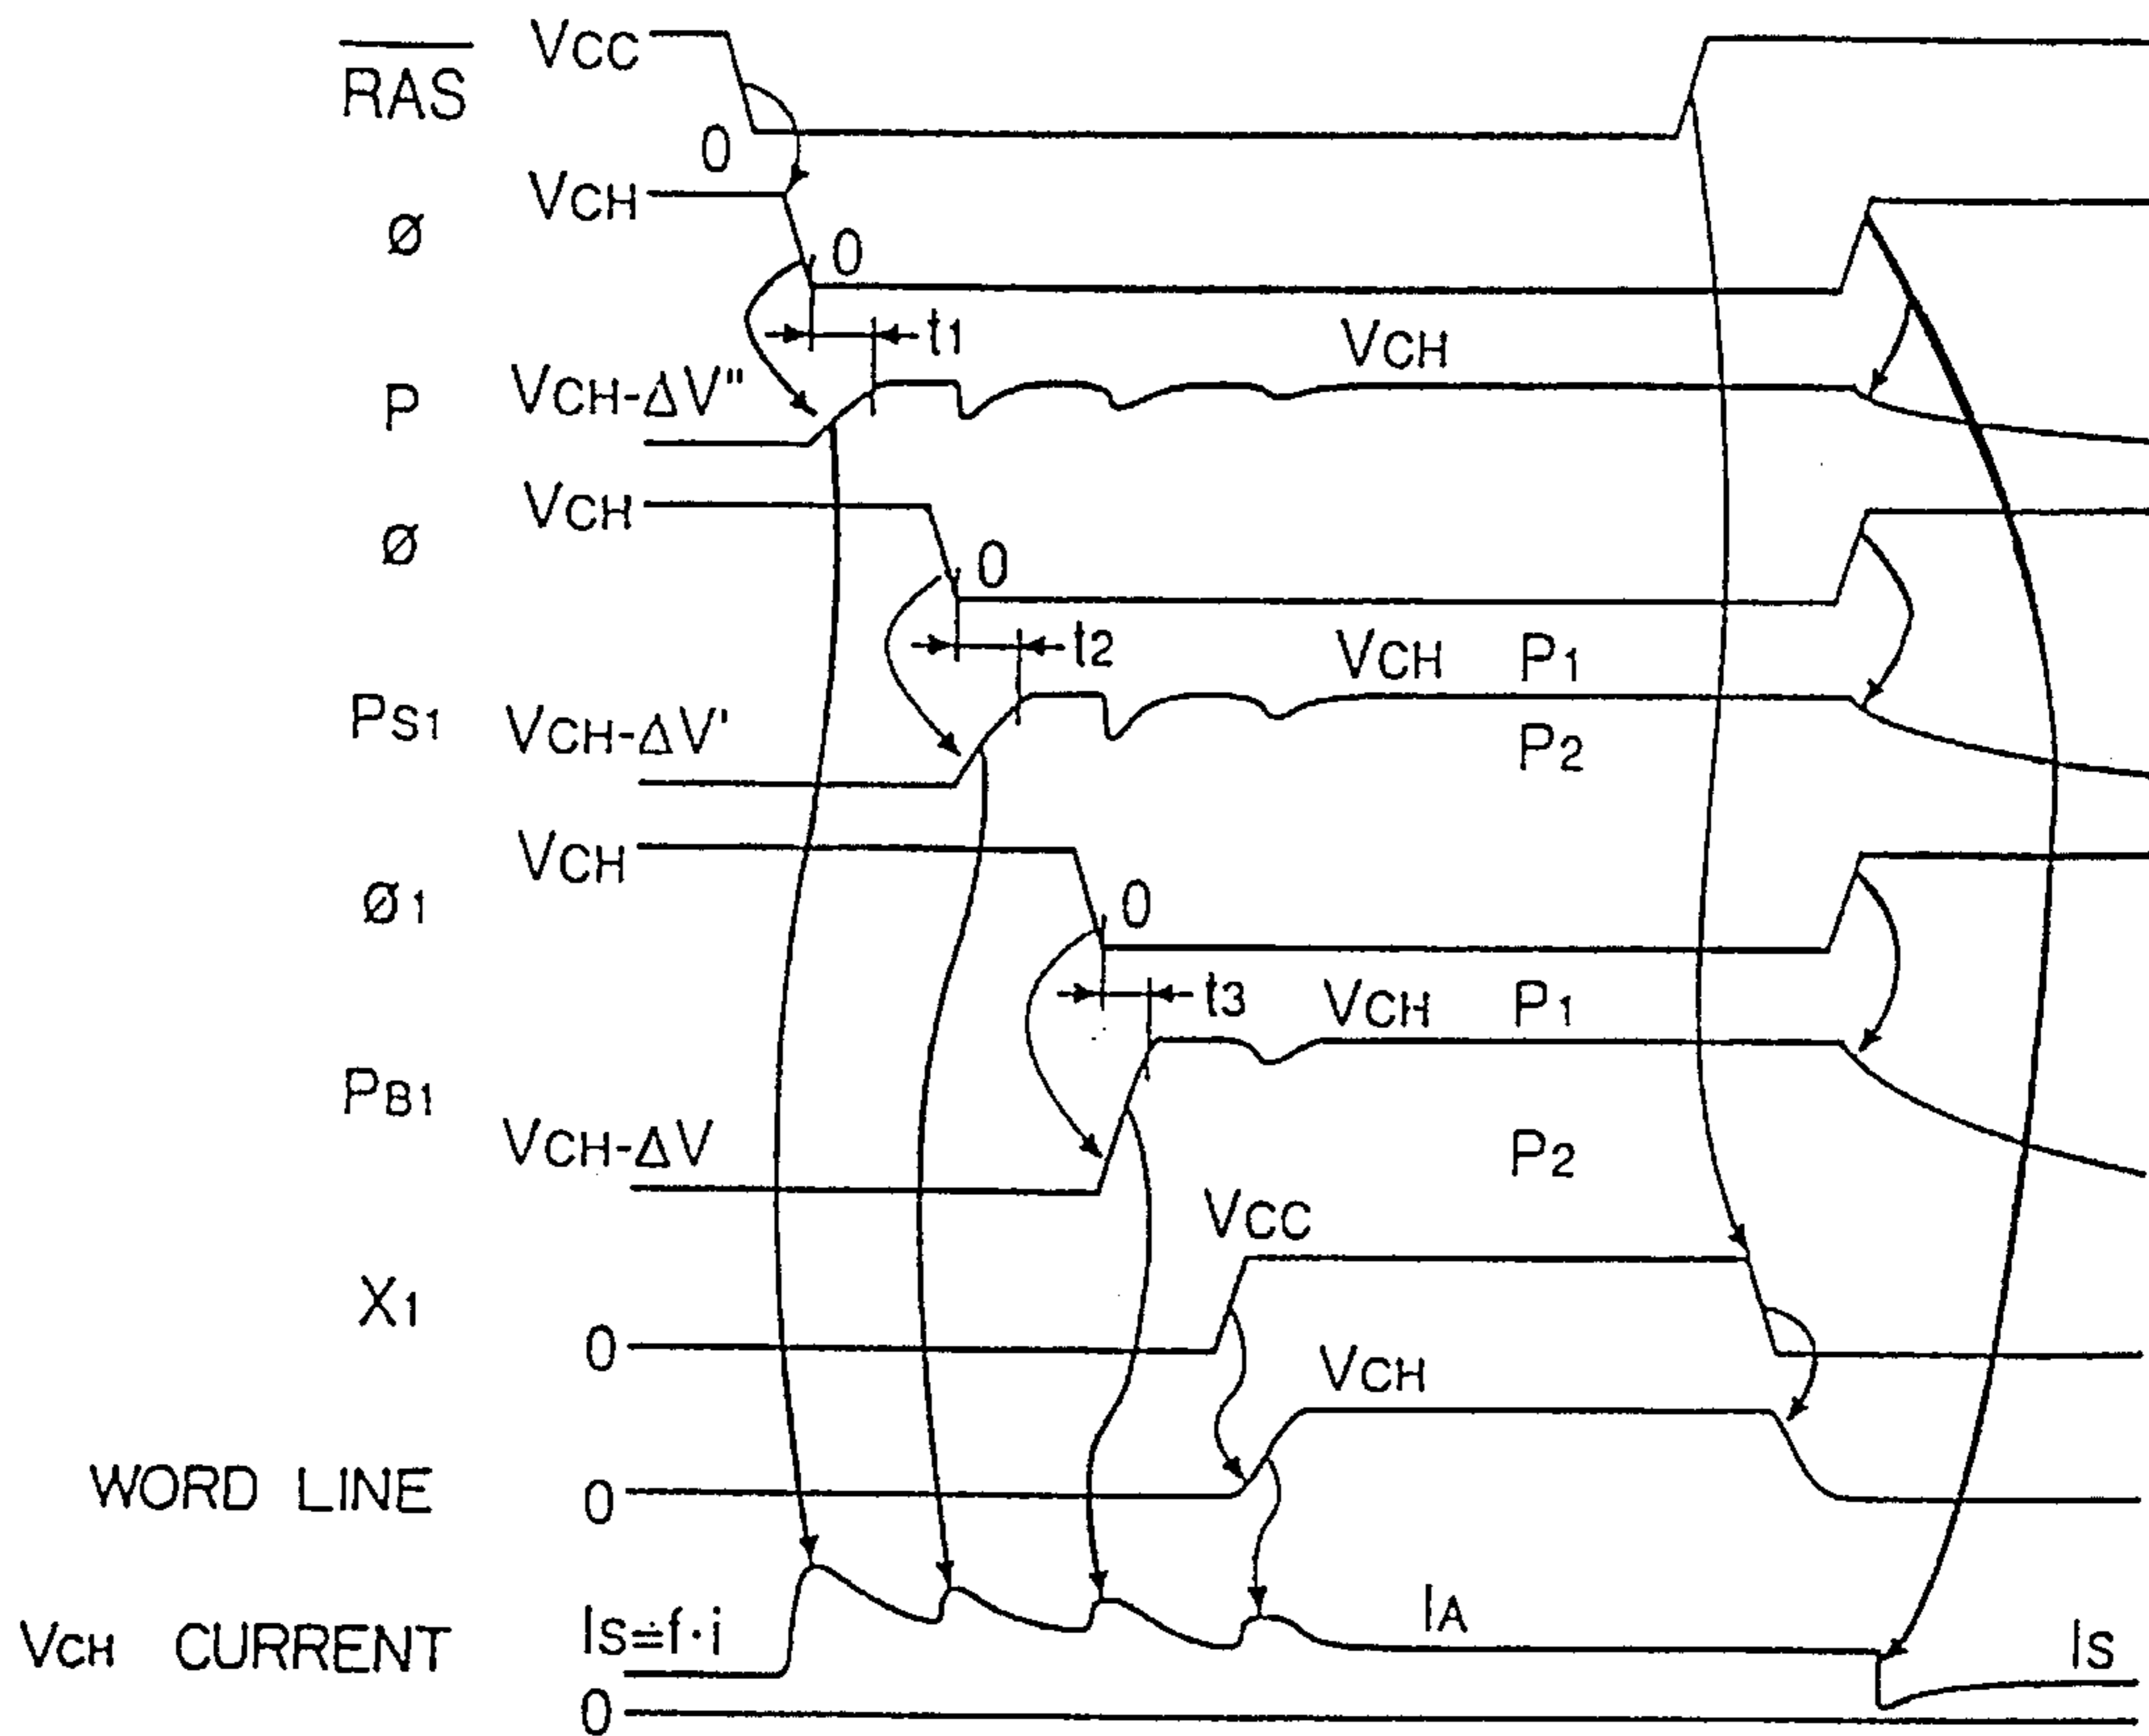 RAS VCC
0
Ø VCH
0
t1
P VCH-ΔV" VCH
Ø VCH
0
t2
VCH P1
PS1 VCH-ΔV' P2
Ø1 VCH
0
t3
VCH P1
PB1
VCH-ΔV P2
VCC
X1
0
VCH
WORD LINE 0
IA
VCH CURRENT IS≐f·i IS
0